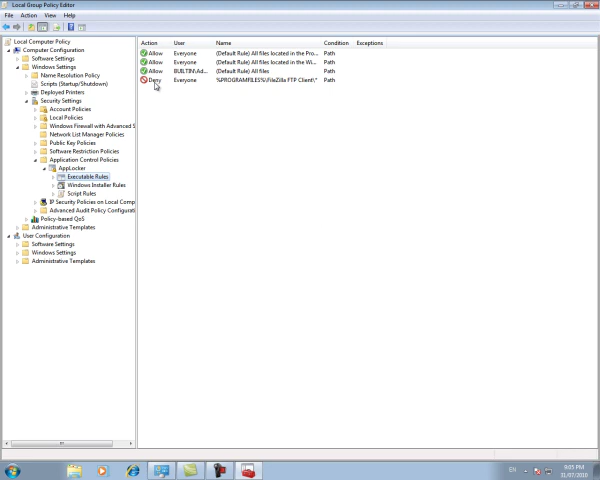 Local Group Policy Editor
File Action View Help
Local Computer Policy
Computer Configuration
Software Settings
Windows Settings
Name Resolution Policy
Scripts (Startup/Shutdown)
Deployed Printers
Security Settings
Account Policies
Local Policies
Windows Firewall with Advanced S
Network List Manager Policies
Public Key Policies
Software Restriction Policies
Application Control Policies
AppLocker
Executable Rules
Windows Installer Rules
Script Rules
IP Security Policies on Local Comp
Advanced Audit Policy Configurati
Policy-based QoS
Administrative Templates
User Configuration
Software Settings
Windows Settings
Administrative Templates
Action User Name Condition Exceptions
Allow Everyone (Default Rule) All files located in the Pro... Path
Allow Everyone (Default Rule) All files located in the Wi... Path
Allow BUILTIN\Ad... (Default Rule) All files Path
Deny Everyone %PROGRAMFILES%\FileZilla FTP Client\* Path
EN
9:05 PM
31/07/2010